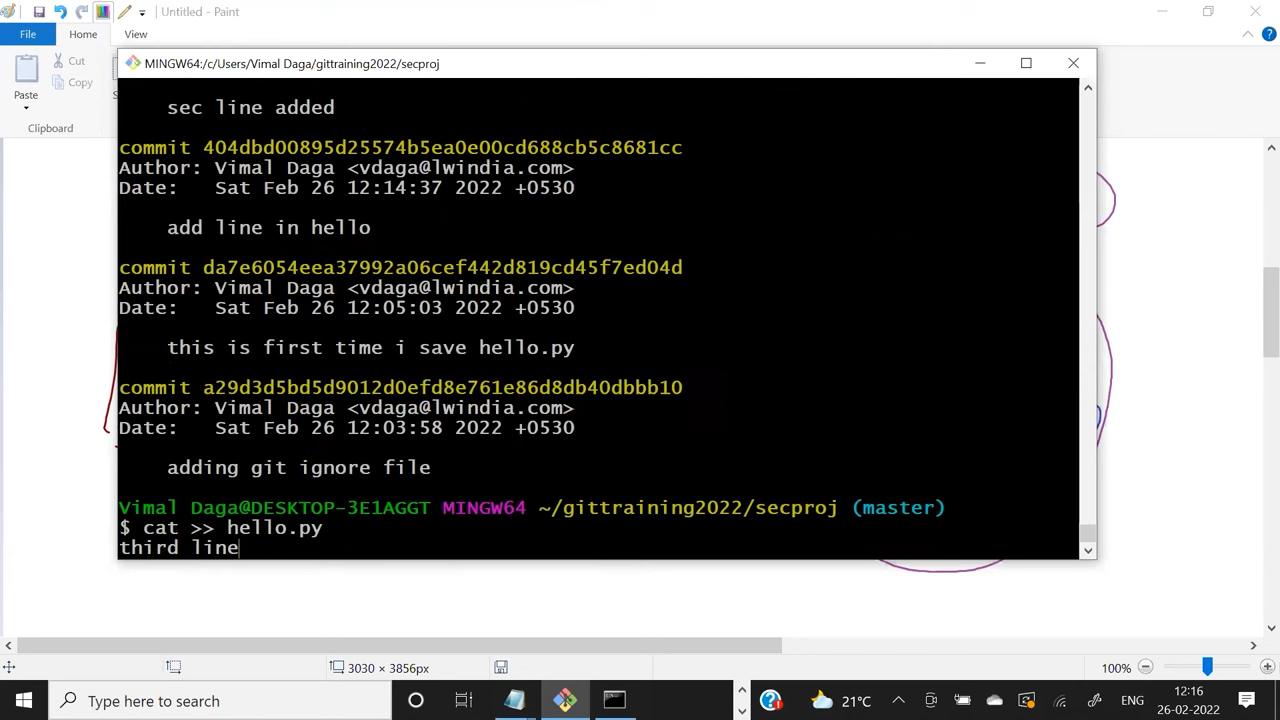 Untitled - Paint
File
Home
View
Paste
Cut
Copy
Clipboard
MINGW64:/c/Users/Vimal Daga/gittraining2022/secproj
sec line added
commit 404dbd00895d25574b5ea0e00cd688cb5c8681cc
Author: Vimal Daga <vdaga@lwindia.com>
Date:   Sat Feb 26 12:14:37 2022 +0530
add line in hello
commit da7e6054eea37992a06cef442d819cd45f7ed04d
Author: Vimal Daga <vdaga@lwindia.com>
Date:   Sat Feb 26 12:05:03 2022 +0530
this is first time i save hello.py
commit a29d3d5bd5d9012d0efd8e761e86d8db40dbbb10
Author: Vimal Daga <vdaga@lwindia.com>
Date:   Sat Feb 26 12:03:58 2022 +0530
adding git ignore file
Vimal Daga@DESKTOP-3E1AGGT MINGW64 ~/gittraining2022/secproj (master)
$ cat >> hello.py
third line
3030 × 3856px
100%
Type here to search
21°C
ENG
12:16
26-02-2022